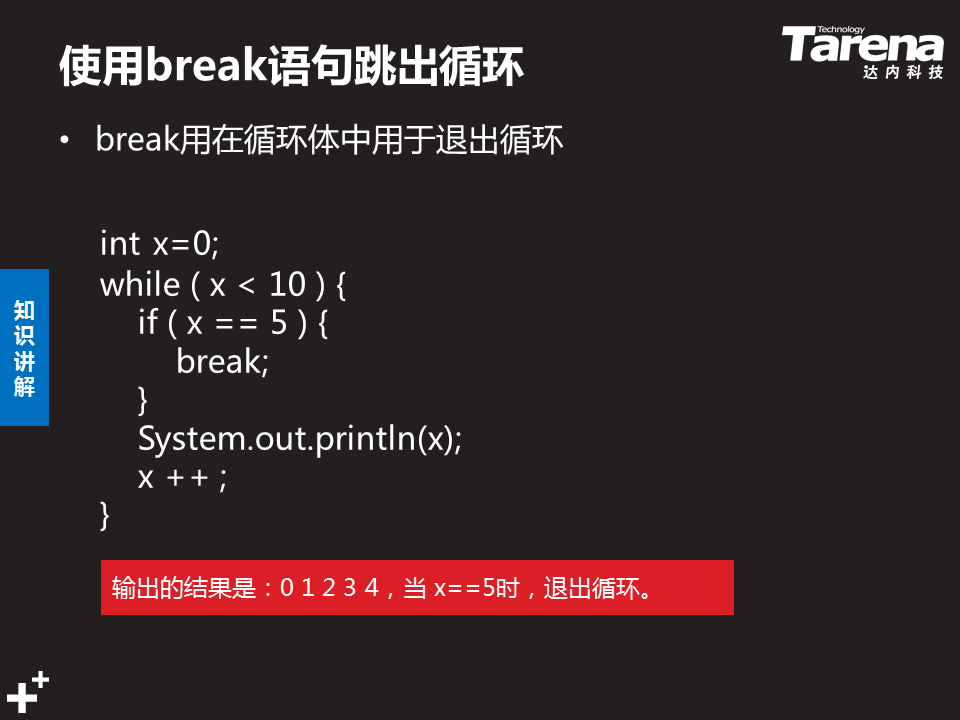 使用break语句跳出循环
Technology
Tarena
达内科技
• break用在循环体中用于退出循环
int x=0;
while ( x < 10 ) {
if ( x == 5 ) {
break;
}
System.out.println(x);
x ++ ;
}
知识讲解
输出的结果是：0 1 2 3 4，当 x==5时，退出循环。